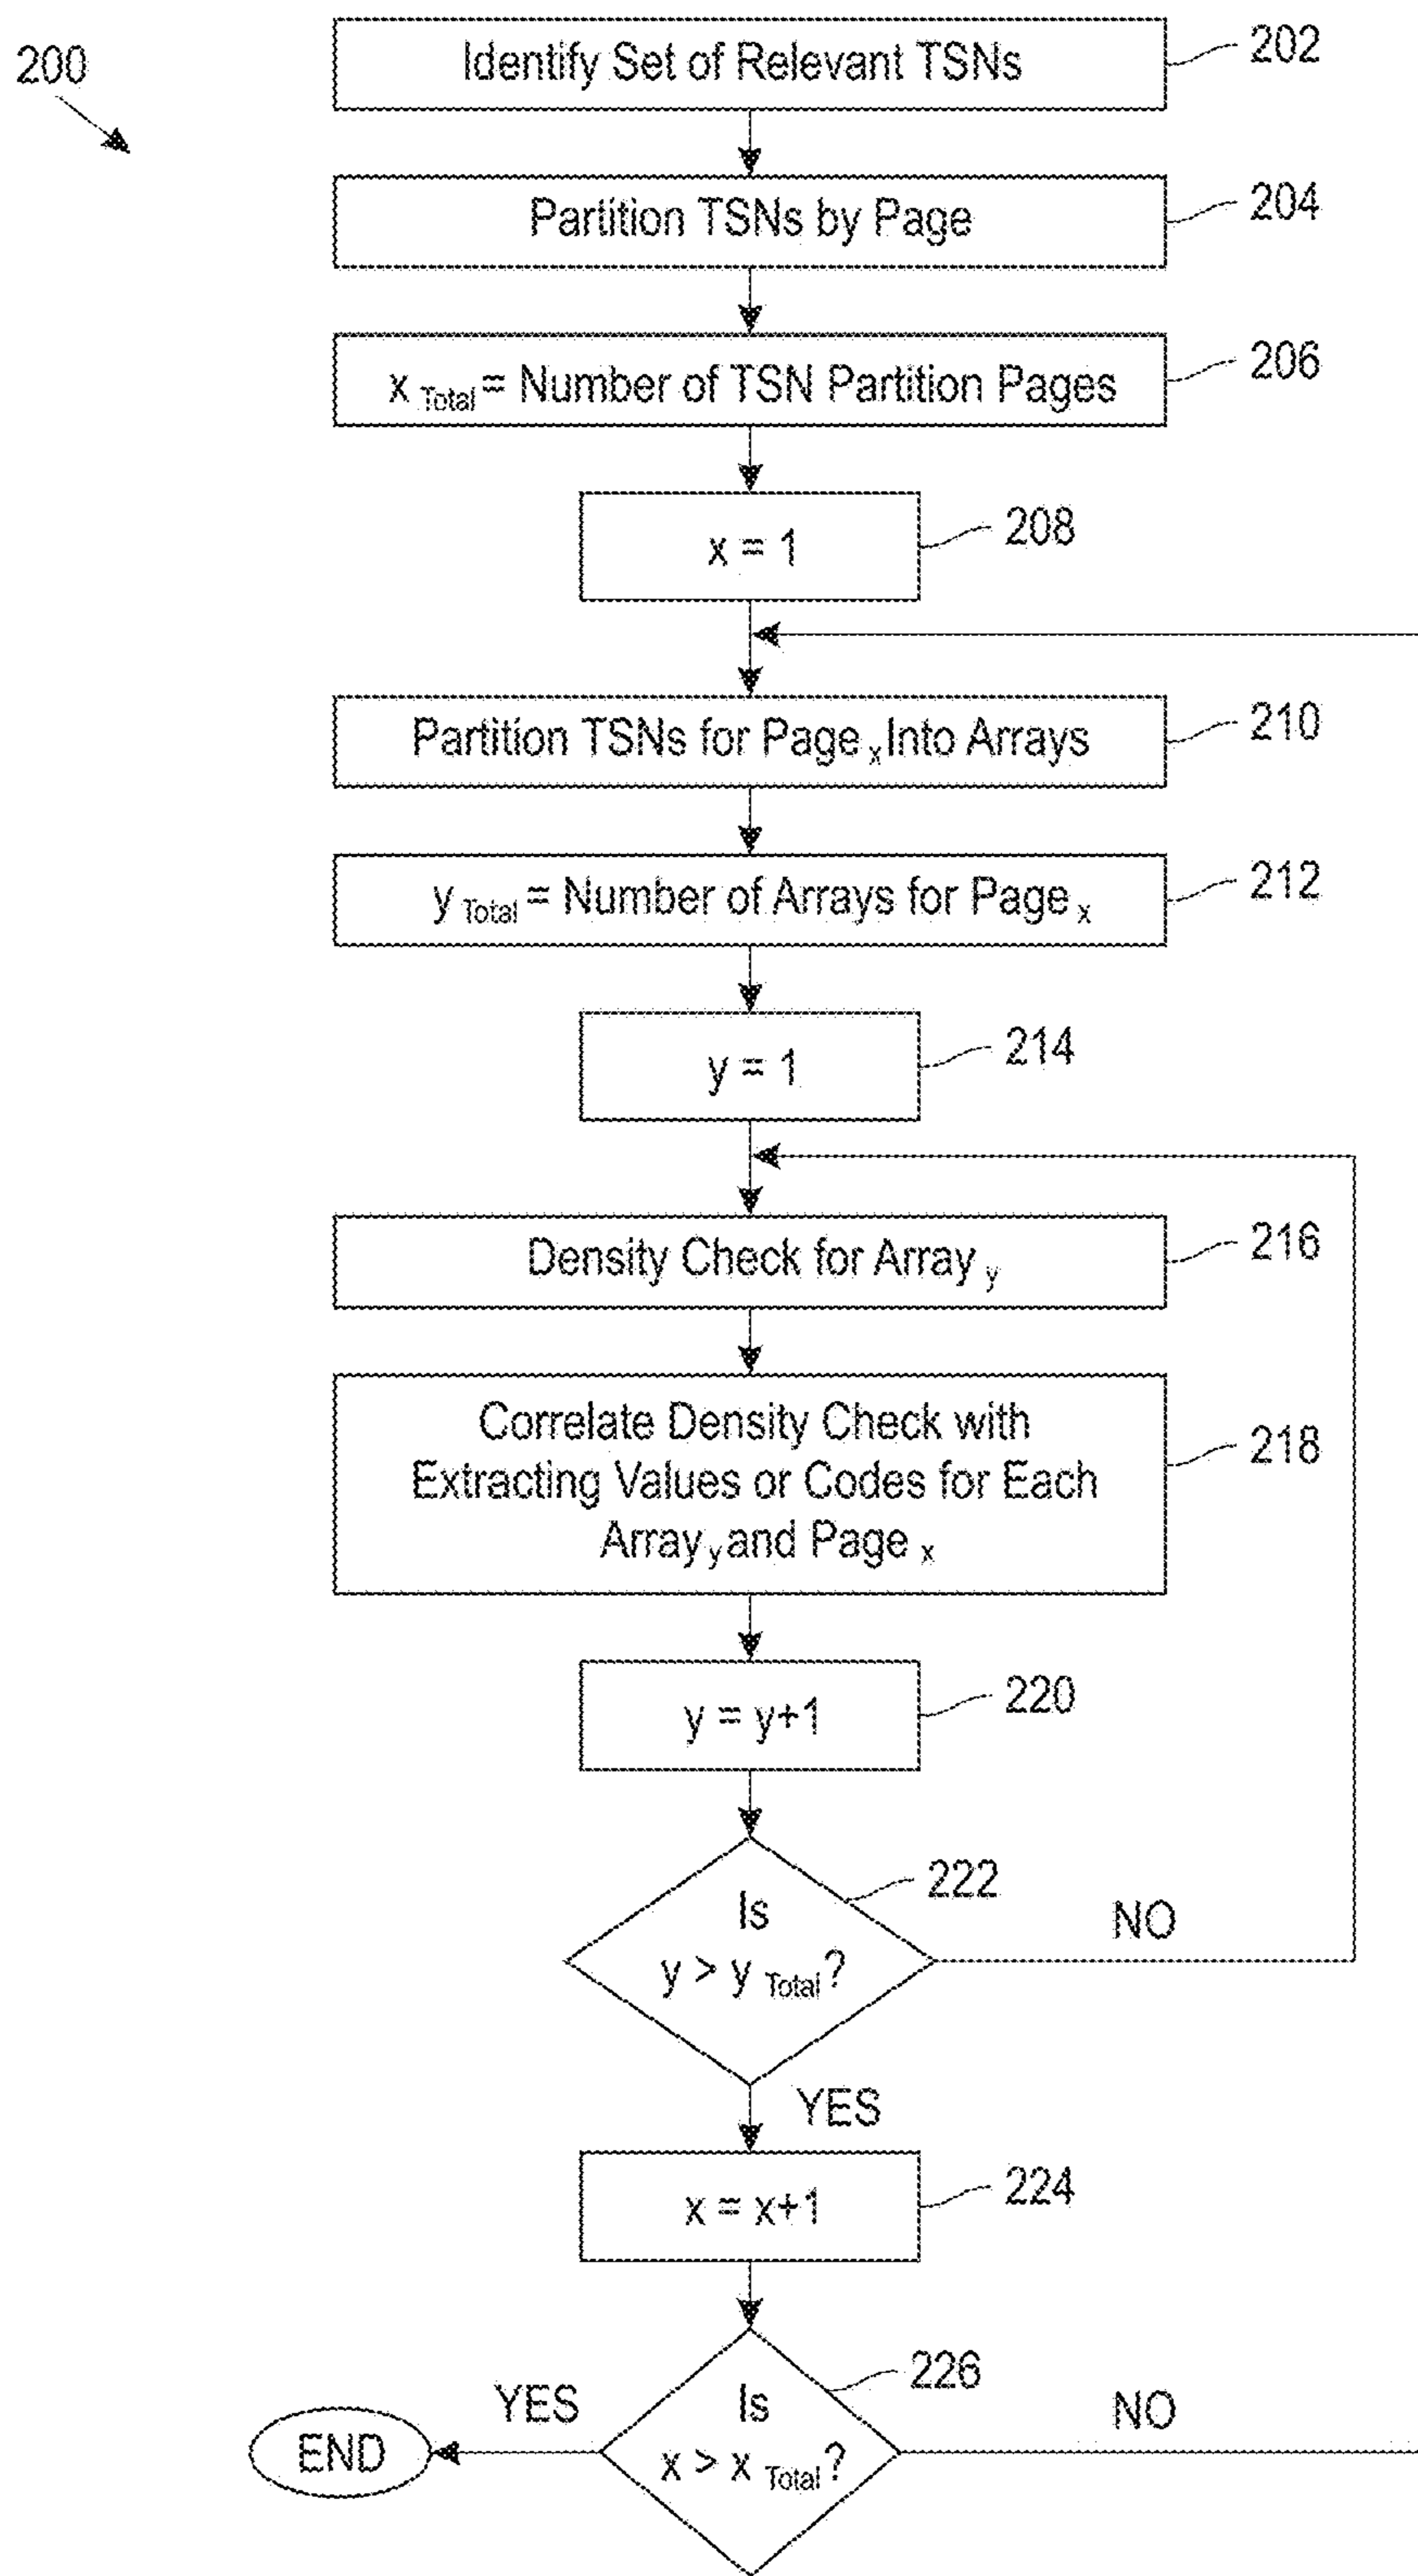 200
Identify Set of Relevant TSNs
202
Partition TSNs by Page
204
x Total = Number of TSN Partition Pages
206
x = 1
208
Partition TSNs for Page x Into Arrays
210
y Total = Number of Arrays for Page x
212
y = 1
214
Density Check for Array y
216
Correlate Density Check with
Extracting Values or Codes for Each
Array y and Page x
218
y = y+1
220
Is
y > y Total?
222
NO
YES
x = x+1
224
Is
x > x Total?
226
YES
NO
END